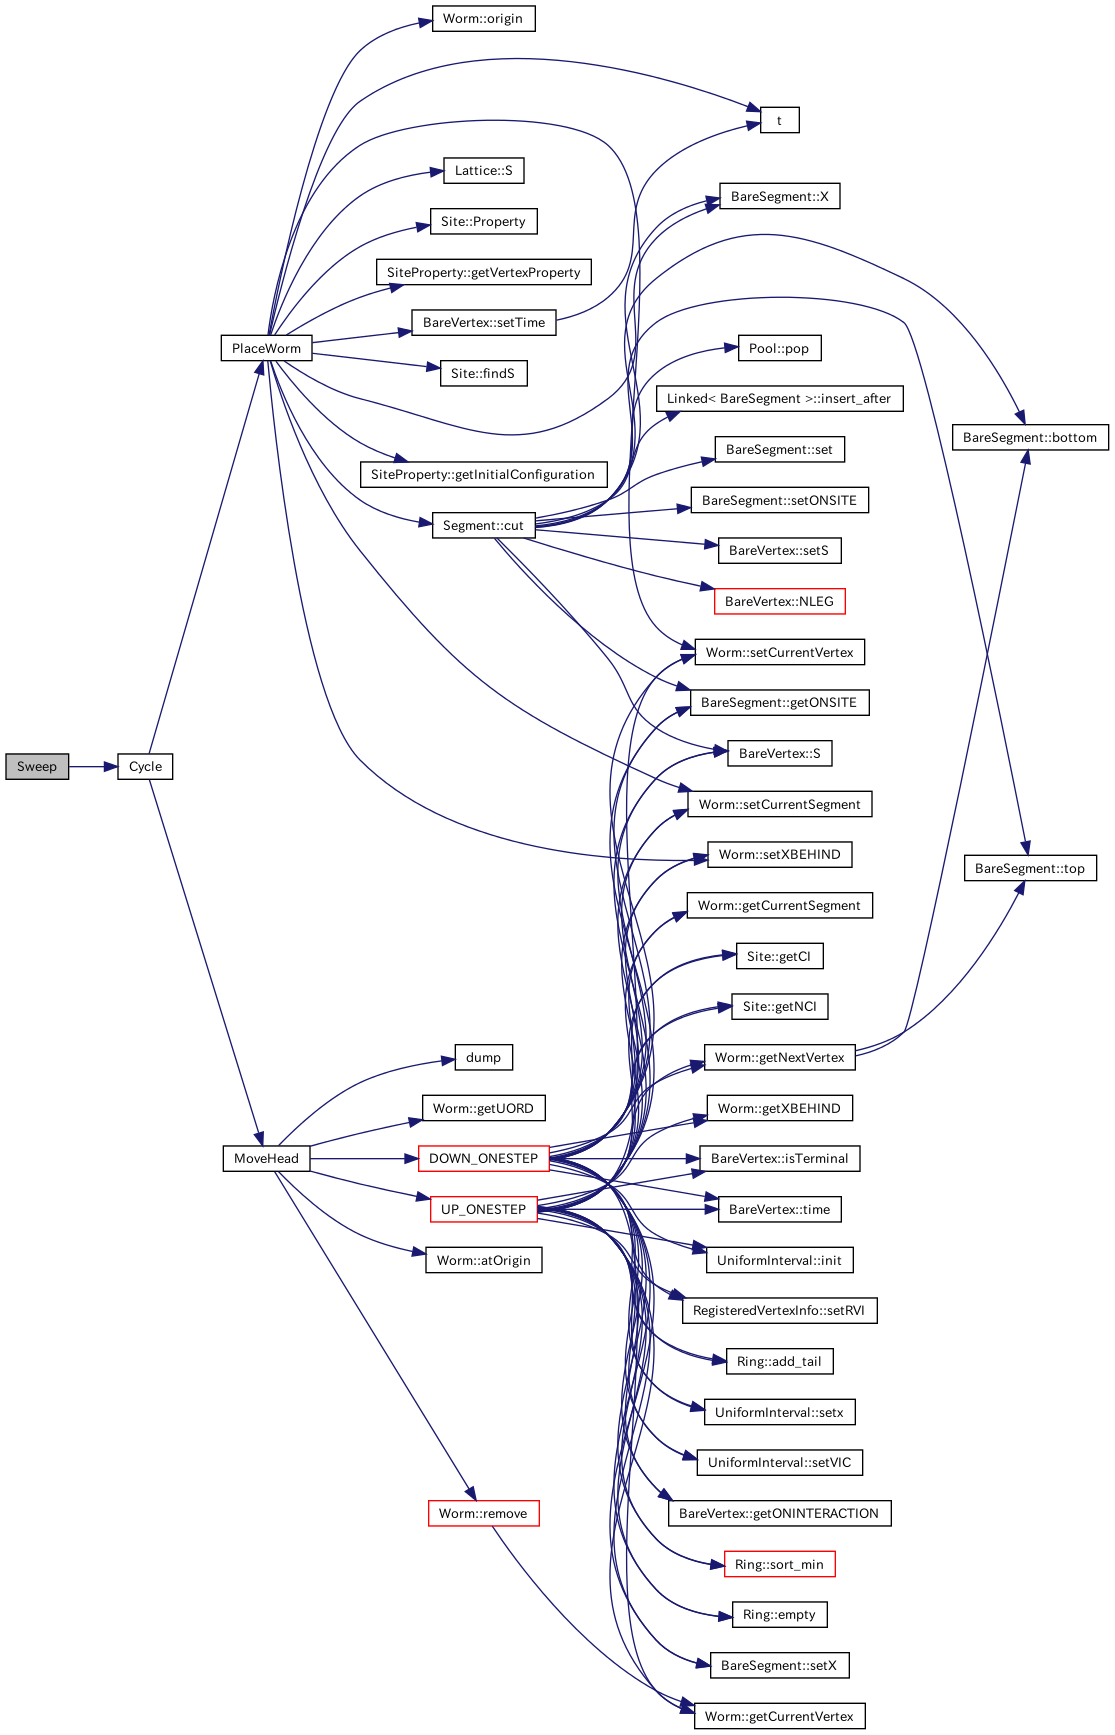 Worm::origin
t
Lattice::S
BareSegment::X
Site::Property
SiteProperty::getVertexProperty
BareVertex::setTime
PlaceWorm
Pool::pop
Site::findS
Linked< BareSegment >::insert_after
BareSegment::bottom
BareSegment::set
SiteProperty::getInitialConfiguration
BareSegment::setONSITE
Segment::cut
BareVertex::setS
BareVertex::NLEG
Worm::setCurrentVertex
BareSegment::getONSITE
BareVertex::S
Sweep
Cycle
Worm::setCurrentSegment
Worm::setXBEHIND
BareSegment::top
Worm::getCurrentSegment
Site::getCI
Site::getNCI
dump
Worm::getNextVertex
Worm::getUORD
Worm::getXBEHIND
MoveHead
DOWN_ONESTEP
BareVertex::isTerminal
UP_ONESTEP
BareVertex::time
Worm::atOrigin
UniformInterval::init
RegisteredVertexInfo::setRVI
Ring::add_tail
UniformInterval::setx
UniformInterval::setVIC
Worm::remove
BareVertex::getONINTERACTION
Ring::sort_min
Ring::empty
BareSegment::setX
Worm::getCurrentVertex